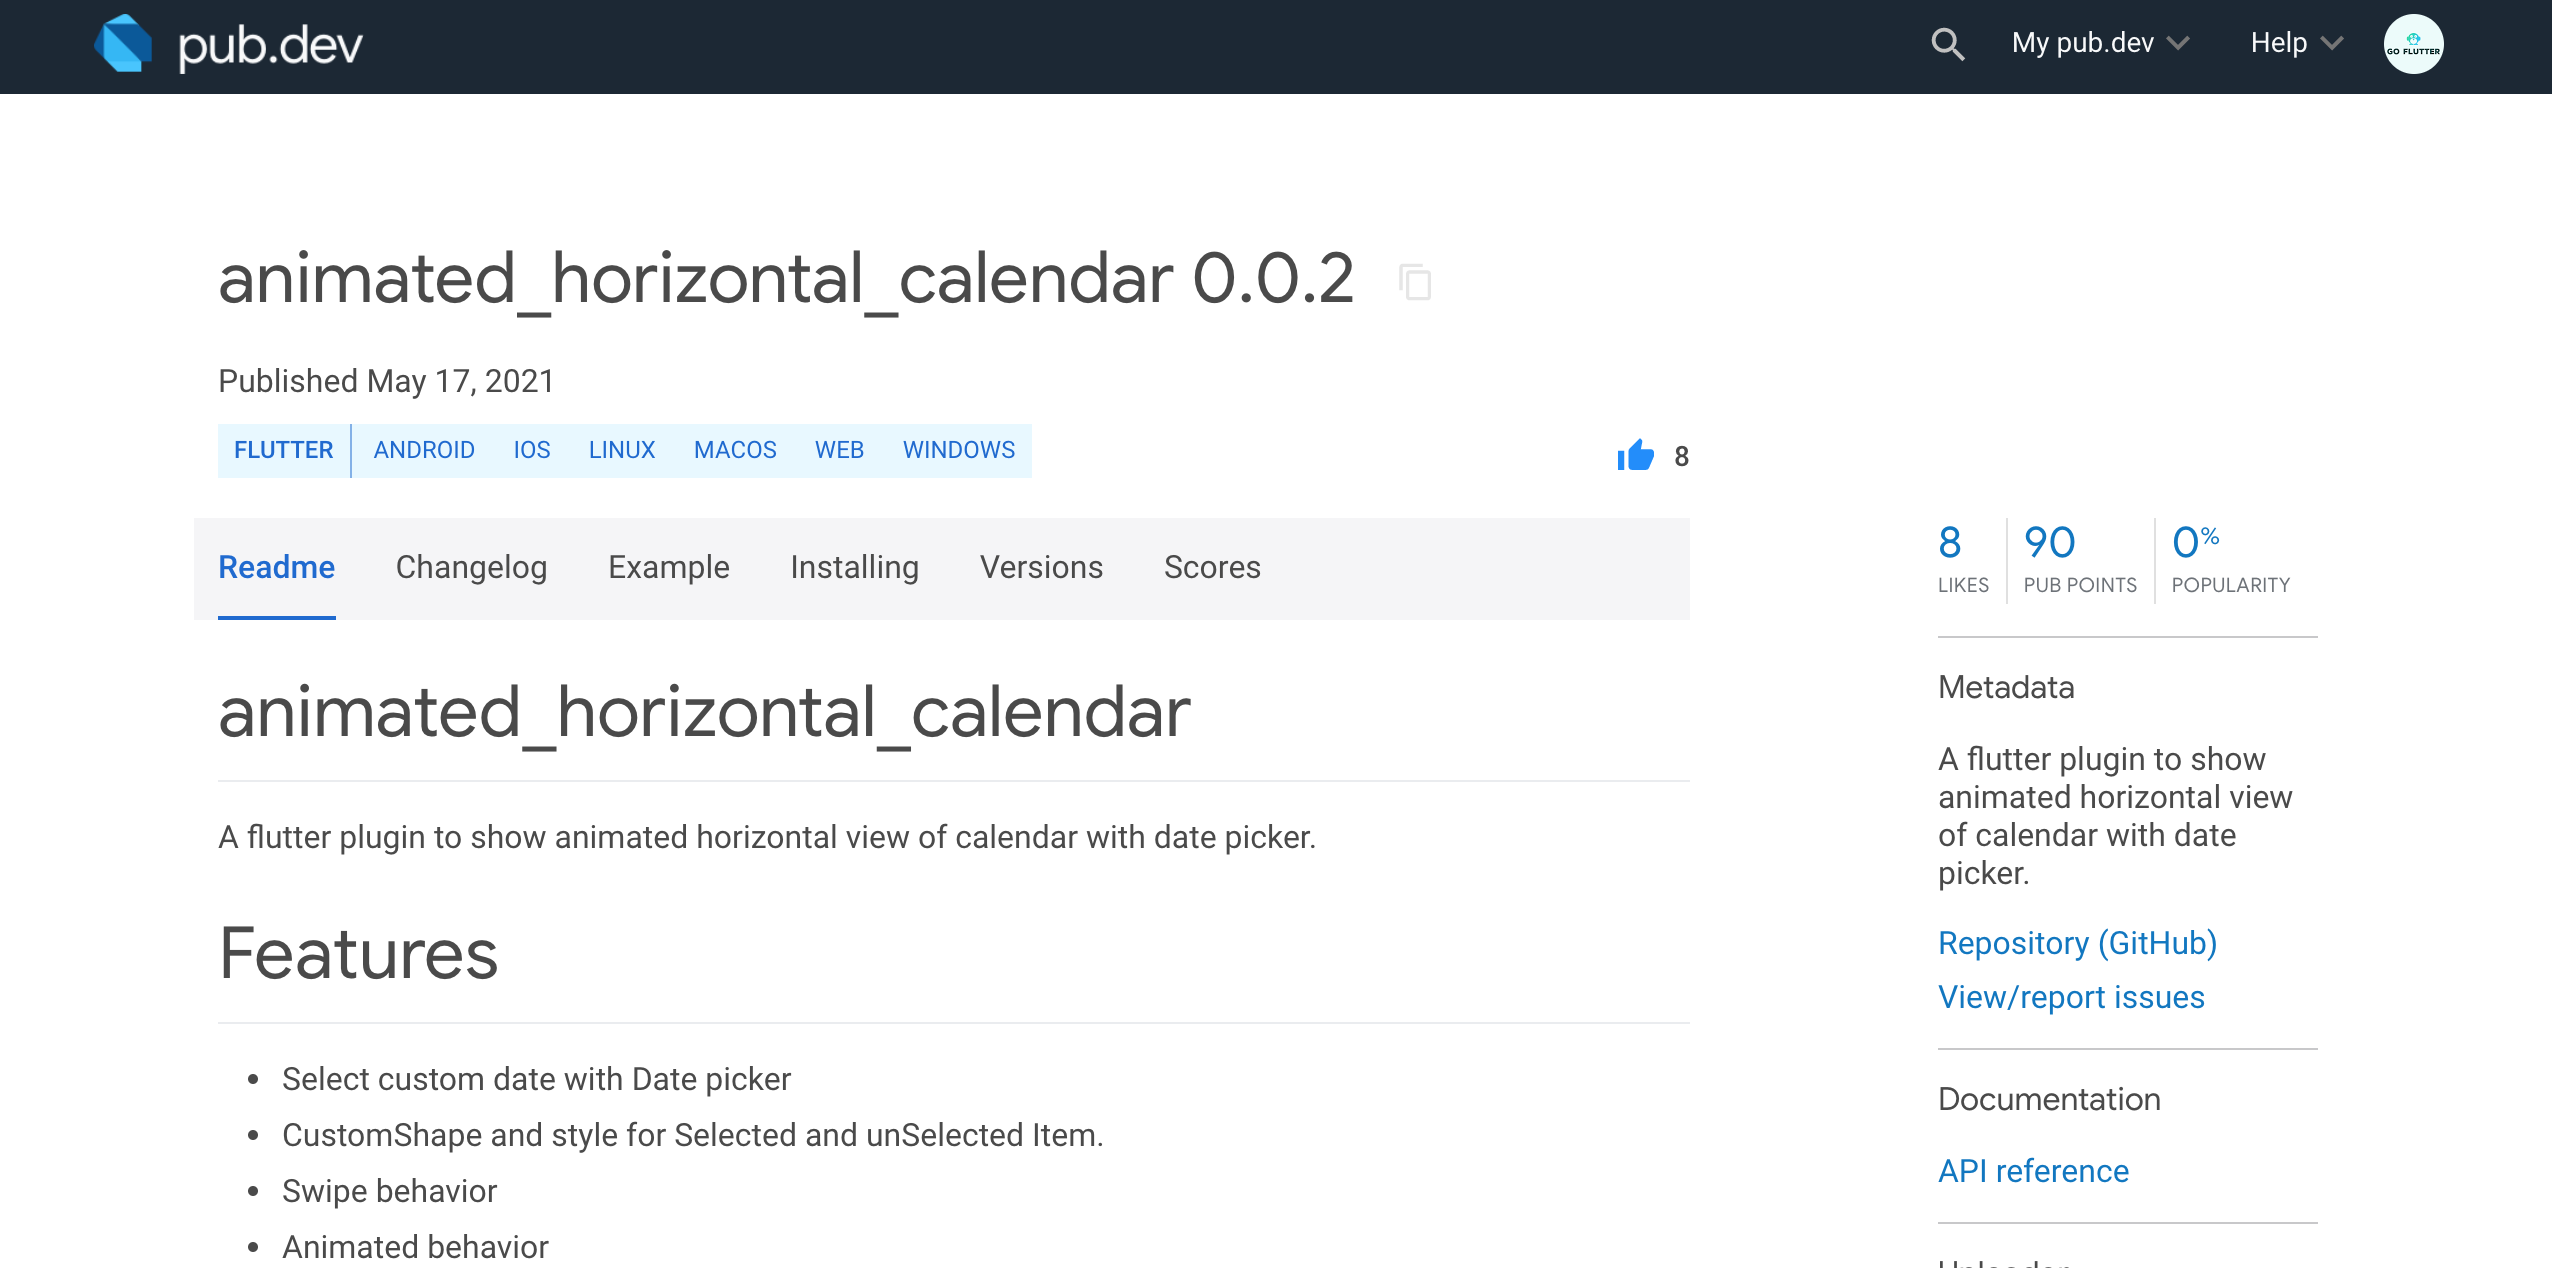 pub.dev
My pub.dev
Help
GO FLUTTER
animated_horizontal_calendar 0.0.2
Published May 17, 2021
FLUTTER ANDROID IOS LINUX MACOS WEB WINDOWS
8
Readme Changelog Example Installing Versions Scores
animated_horizontal_calendar
A flutter plugin to show animated horizontal view of calendar with date picker.
Features
Select custom date with Date picker
CustomShape and style for Selected and unSelected Item.
Swipe behavior
Animated behavior
8 90 0%
LIKES PUB POINTS POPULARITY
Metadata
A flutter plugin to show
animated horizontal view
of calendar with date
picker.
Repository (GitHub)
View/report issues
Documentation
API reference